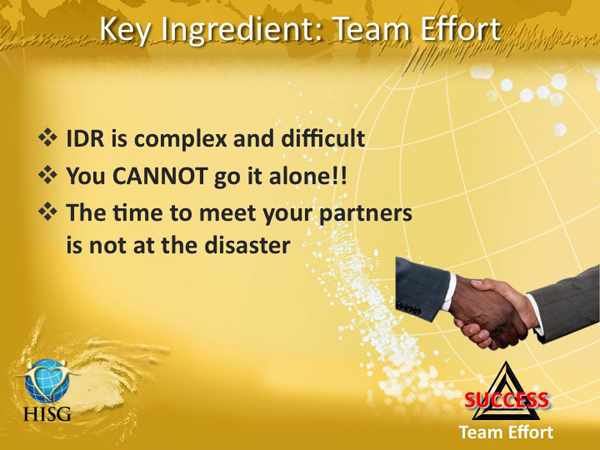 Key Ingredient: Team Effort
❖ IDR is complex and difficult
❖ You CANNOT go it alone!!
❖ The time to meet your partners
is not at the disaster
HISG
SUCCESS
Team Effort